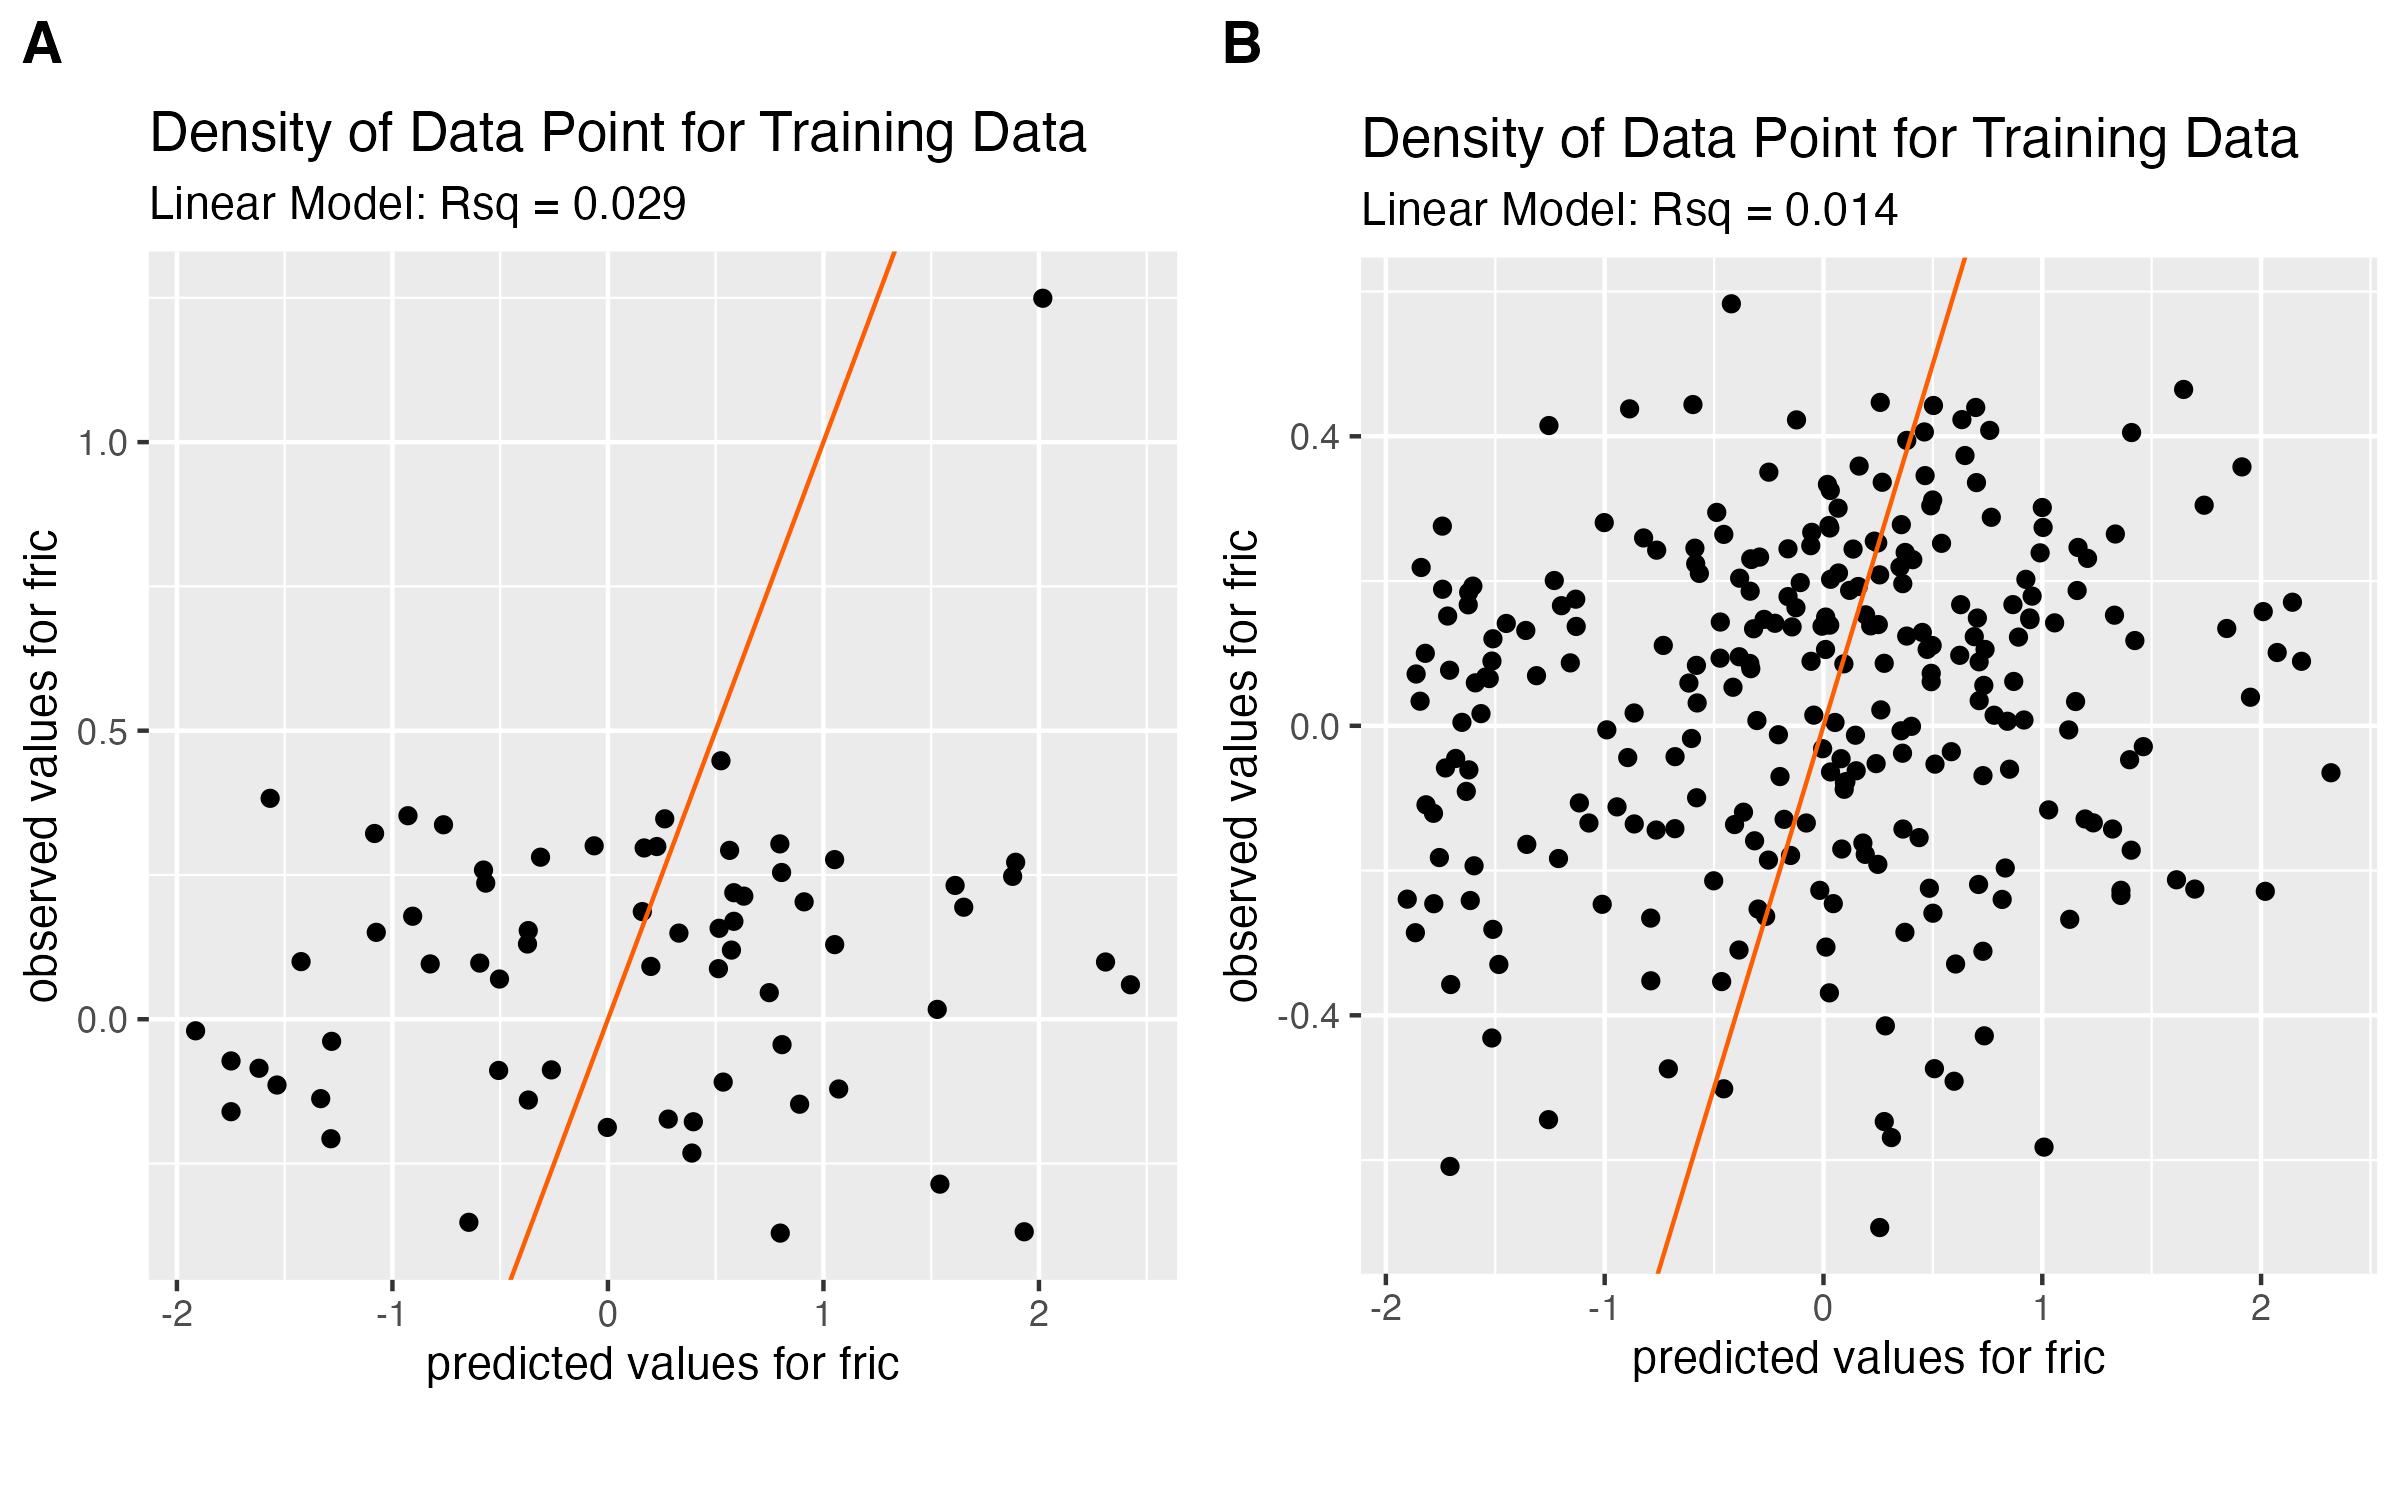 A
Density of Data Point for Training Data
Linear Model: Rsq = 0.029
observed values for fric
1.0
0.5
0.0
-2 -1 0 1 2
predicted values for fric
B
Density of Data Point for Training Data
Linear Model: Rsq = 0.014
observed values for fric
0.4
0.0
-0.4
-2 -1 0 1 2
predicted values for fric